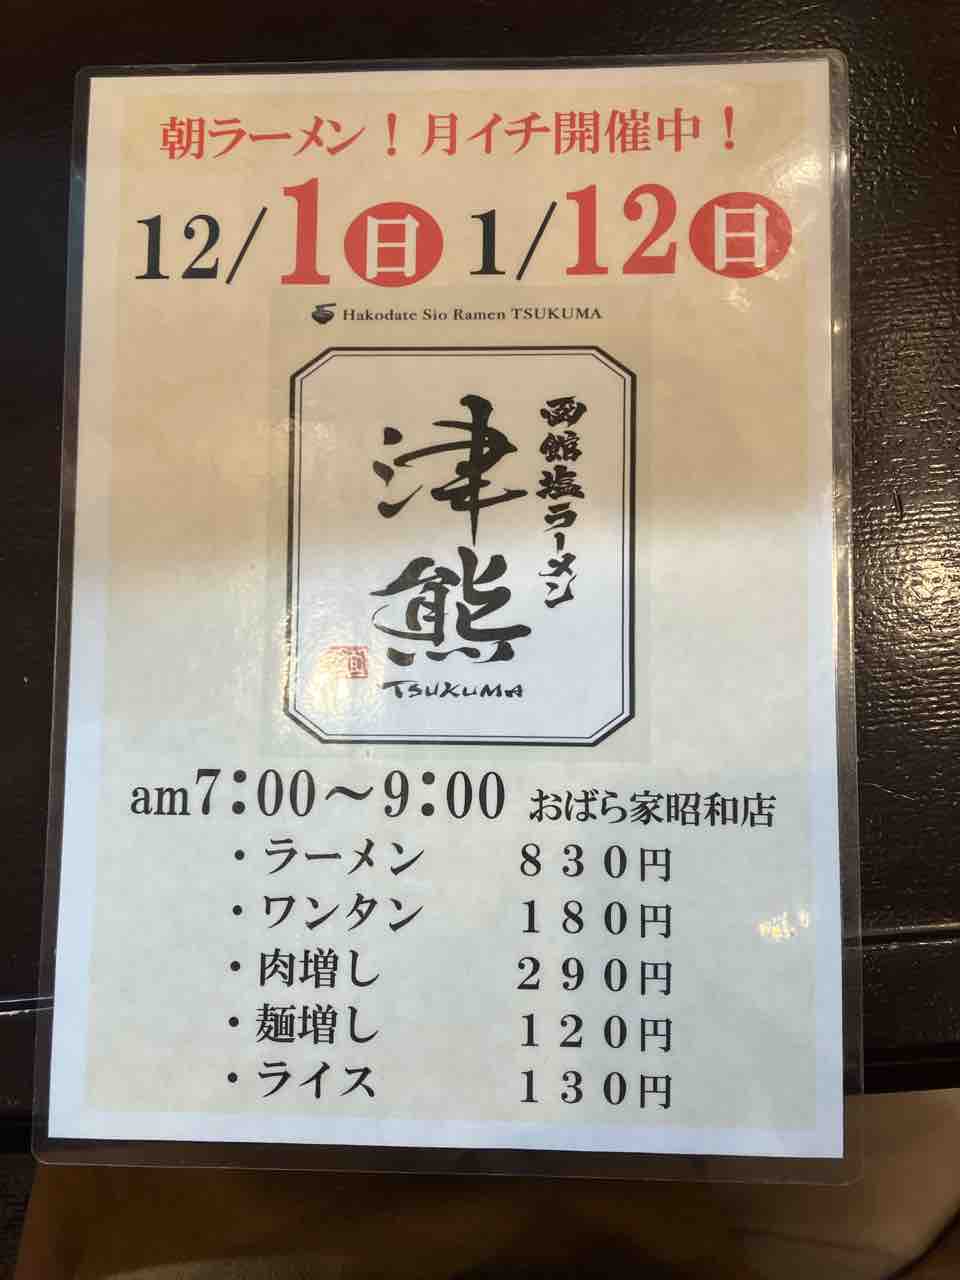 朝ラーメン！月イチ開催中！
12/1日 1/12日
Hakodate Sio Ramen TSUKUMA
函館塩ラーメン
津熊
TSUKUMA
am7:00〜9:00 おばら家昭和店
・ラーメン 830円
・ワンタン 180円
・肉増し 290円
・麺増し 120円
・ライス 130円